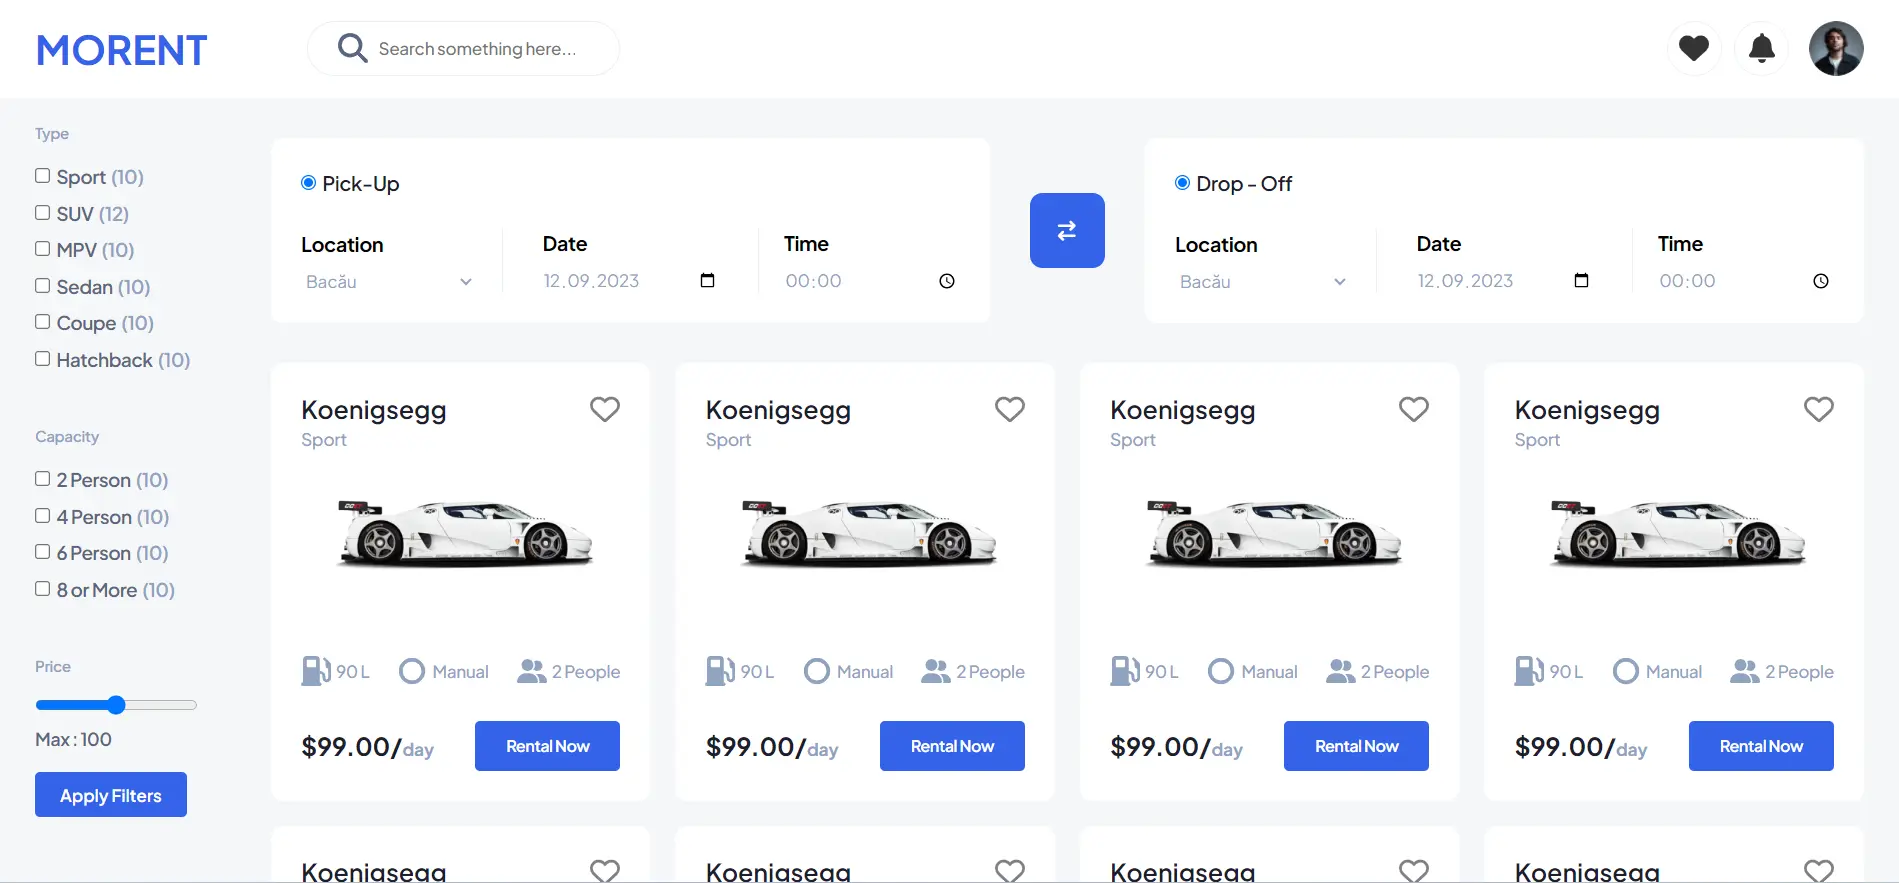 MORENT
Search something here...
Type
Sport (10)
SUV (12)
MPV (10)
Sedan (10)
Coupe (10)
Hatchback (10)
Capacity
2 Person (10)
4 Person (10)
6 Person (10)
8 or More (10)
Price
Max : 100
Apply Filters
Pick-Up
Location Date Time
Bacău 12.09.2023 00:00
Drop - Off
Location Date Time
Bacău 12.09.2023 00:00
Koenigsegg
Sport
90 L Manual 2 People
$99.00/day Rental Now
Koenigsegg
Sport
90 L Manual 2 People
$99.00/day Rental Now
Koenigsegg
Sport
90 L Manual 2 People
$99.00/day Rental Now
Koenigsegg
Sport
90 L Manual 2 People
$99.00/day Rental Now
Koenigsegg
Koenigsegg
Koenigsegg
Koenigsegg